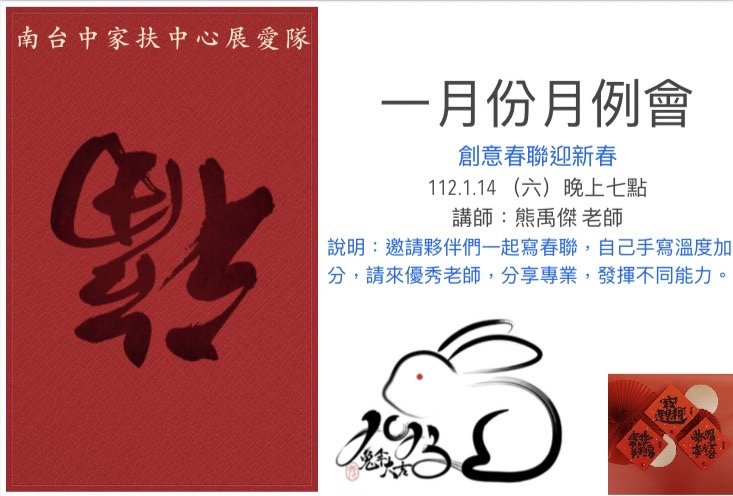 南台中家扶中心展愛隊
福
一月份月例會
創意春聯迎新春
112.1.14 （六）晚上七點
講師：熊禹傑 老師
說明：邀請夥伴們一起寫春聯，自己手寫溫度加
分，請來優秀老師，分享專業，發揮不同能力。
2023
兔年大吉